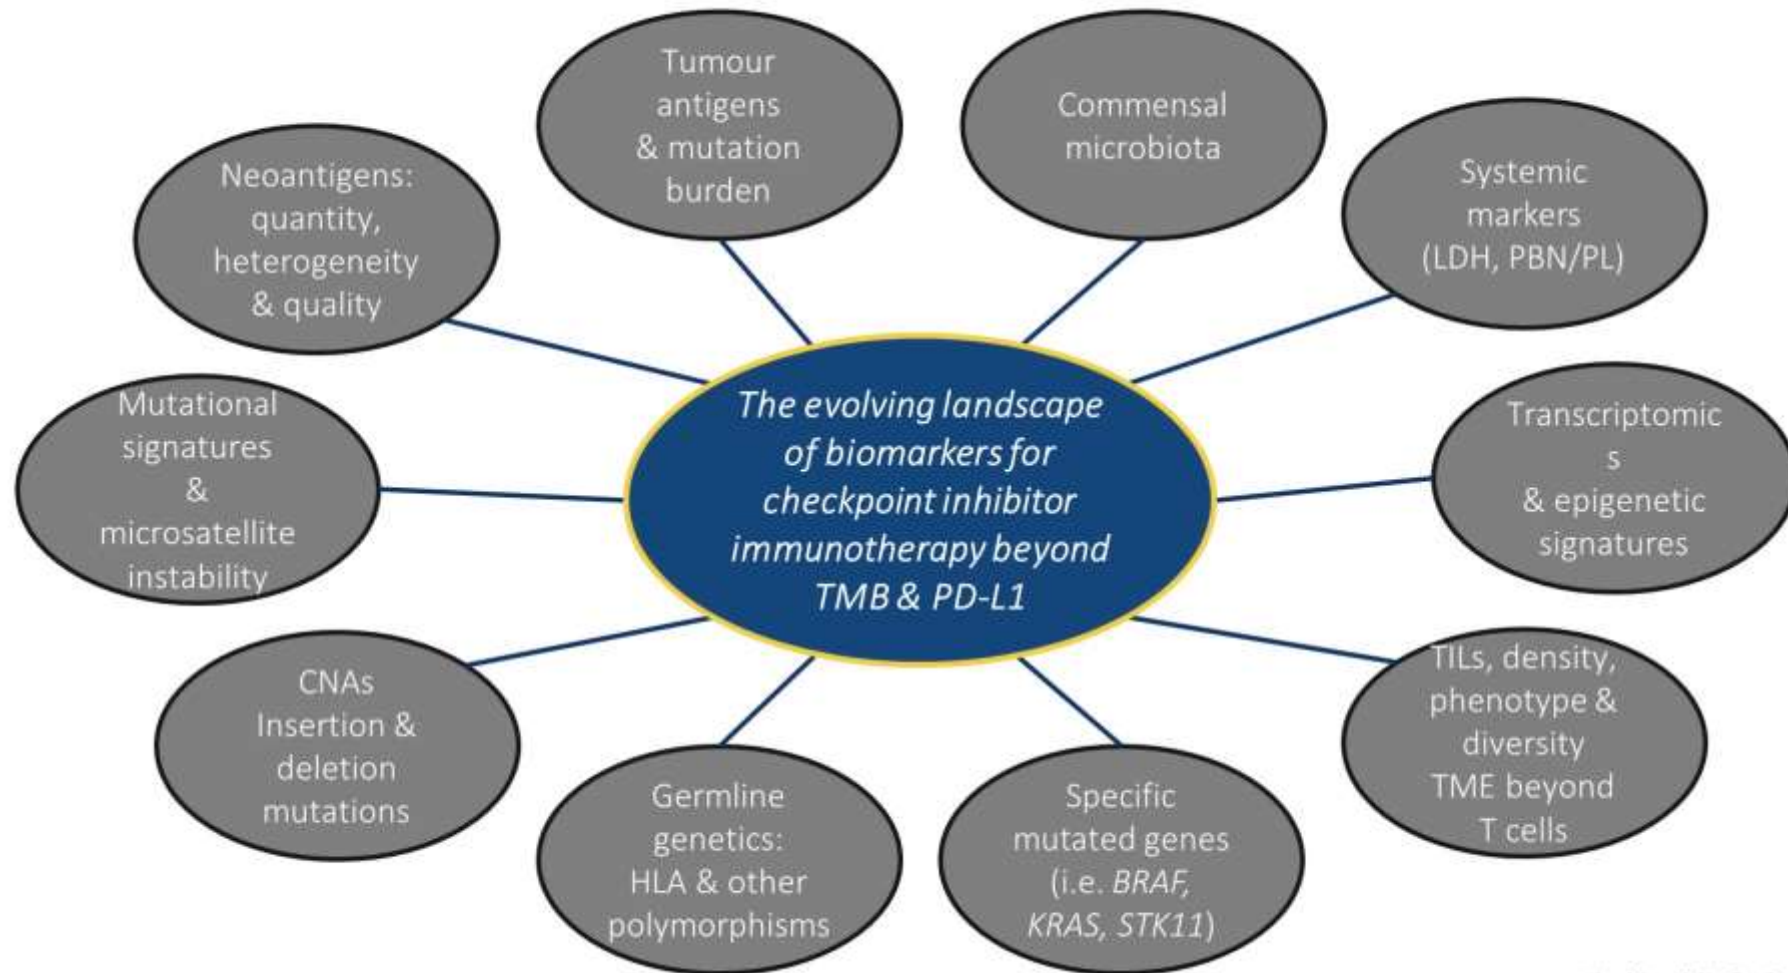 Tumour
antigens
& mutation
burden
Commensal
microbiota
Neoantigens:
quantity,
heterogeneity
& quality
Systemic
markers
(LDH, PBN/PL)
Mutational
signatures
&
microsatellite
instability
The evolving landscape
of biomarkers for
checkpoint inhibitor
immunotherapy beyond
TMB & PD-L1
Transcriptomic
s
& epigenetic
signatures
CNAs
Insertion &
deletion
mutations
Germline
genetics:
HLA & other
polymorphisms
Specific
mutated genes
(i.e. BRAF,
KRAS, STK11)
TILs, density,
phenotype &
diversity
TME beyond
T cells